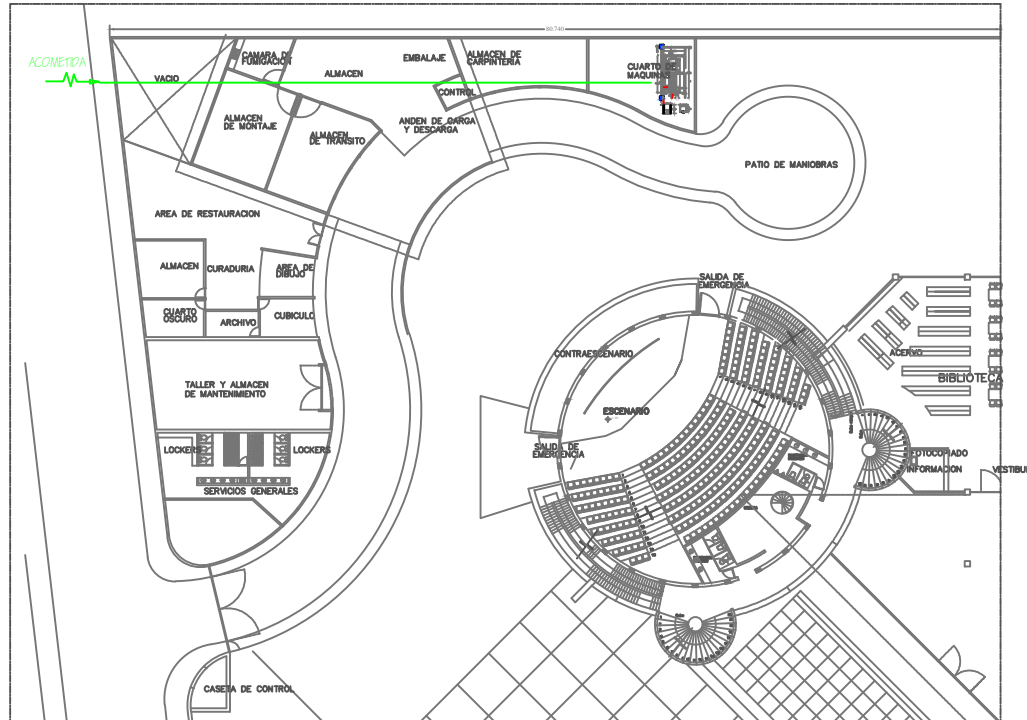 80.740
ACOMETIDA
CAMARA DE
FUMIGACION
EMBALAJE
ALMACEN DE
CARPINTERIA
VACIO
ALMACEN
CUARTO DE
MAQUINAS
CONTROL
ALMACEN
DE MONTAJE
ALMACEN
DE TRANSITO
ANDEN DE CARGA
Y DESCARGA
PATIO DE MANIOBRAS
AREA DE RESTAURACION
ALMACEN
CURADURIA
AREA DE
DIBUJO
SALIDA DE
EMERGENCIA
CUARTO
OSCURO
ARCHIVO
CUBICULO
CONTRAESCENARIO
ACERVO
BIBLIOTECA
TALLER Y ALMACEN
DE MANTENIMIENTO
ESCENARIO
LOCKERS
LOCKERS
SALIDA DE
EMERGENCIA
FOTOCOPIADO
INFORMACION
VESTIBU
SERVICIOS GENERALES
CASETA DE CONTROL